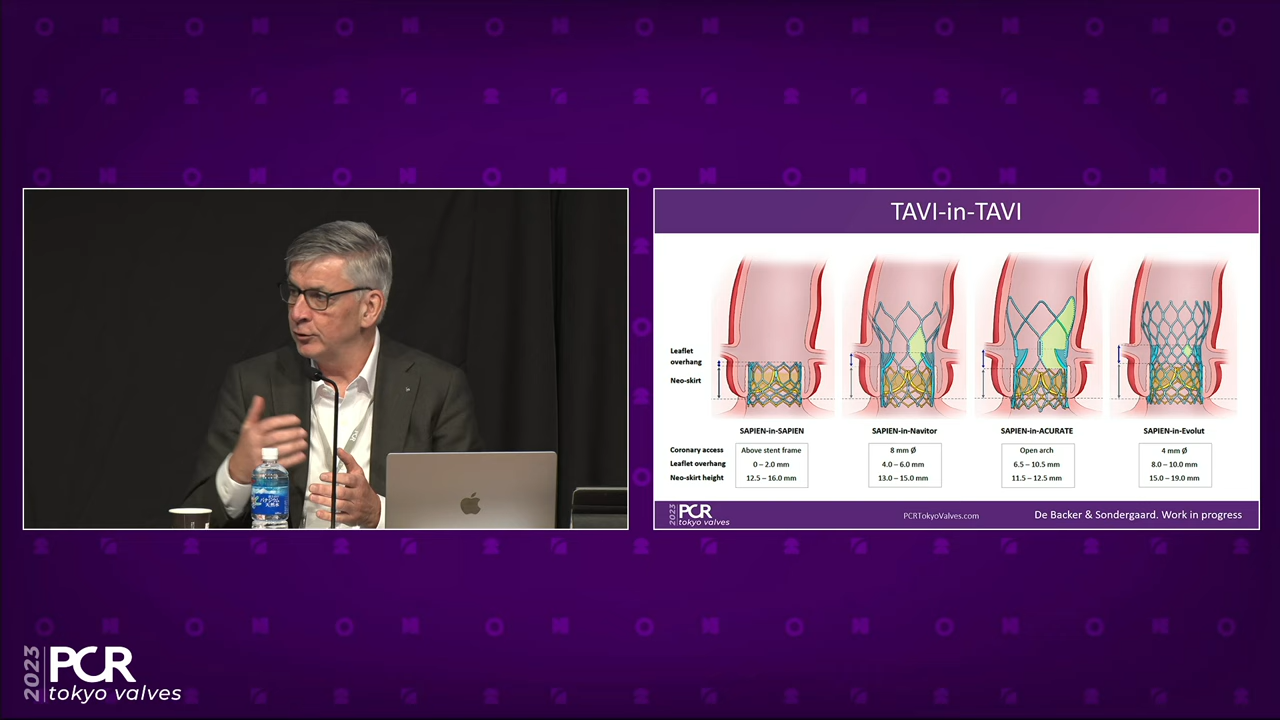 TAVI-in-TAVI
Leaflet
overhang
Neo-skirt
SAPIEN-in-SAPIEN
SAPIEN-in-Navitor
SAPIEN-in-ACURATE
SAPIEN-in-Evolut
Coronary access
Above stent frame
8 mm Ø
Open arch
4 mm Ø
Leaflet overhang
0 – 2.0 mm
4.0 – 6.0 mm
6.5 – 10.5 mm
8.0 – 10.0 mm
Neo-skirt height
12.5 – 16.0 mm
13.0 – 15.0 mm
11.5 – 12.5 mm
15.0 – 19.0 mm
2023
PCR
tokyo valves
PCRTokyoValves.com
De Backer & Sondergaard. Work in progress
2023
PCR
tokyo valves